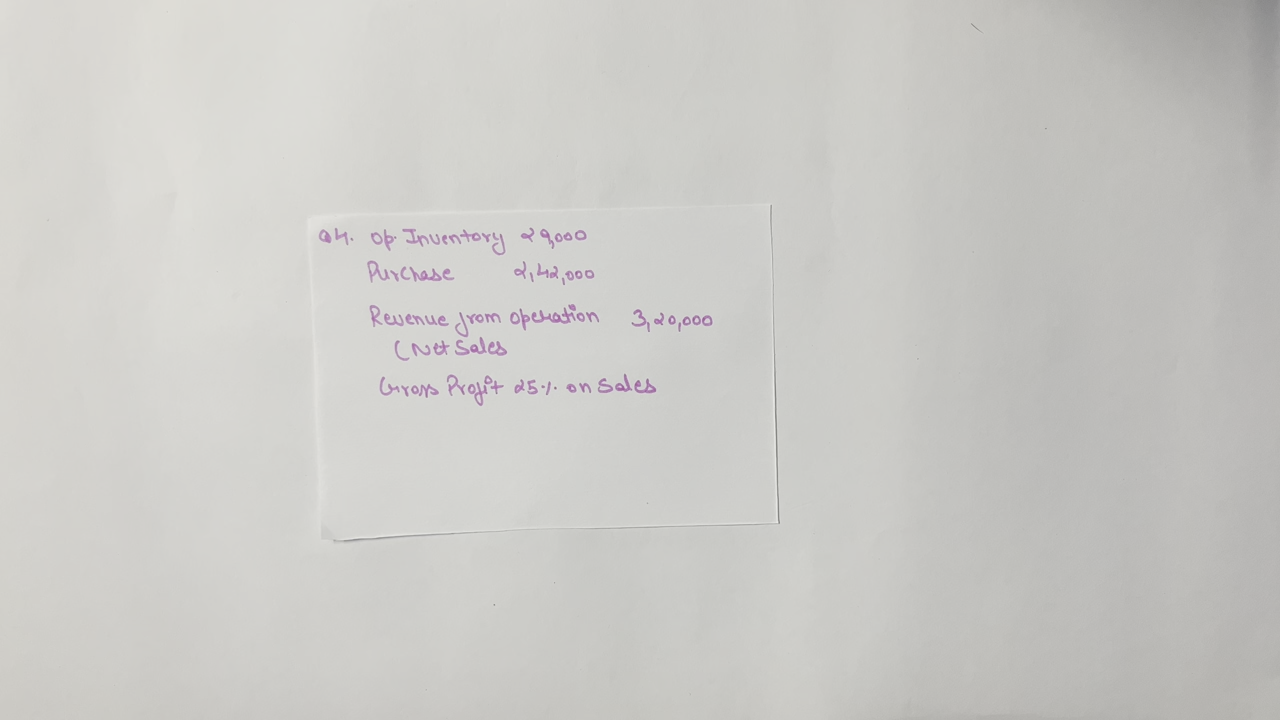 Q4. Op. Inventory 29,000
Purchase 2,42,000
Revenue from operation 3,20,000
(Net Sales
Gross Profit 25% on Sales